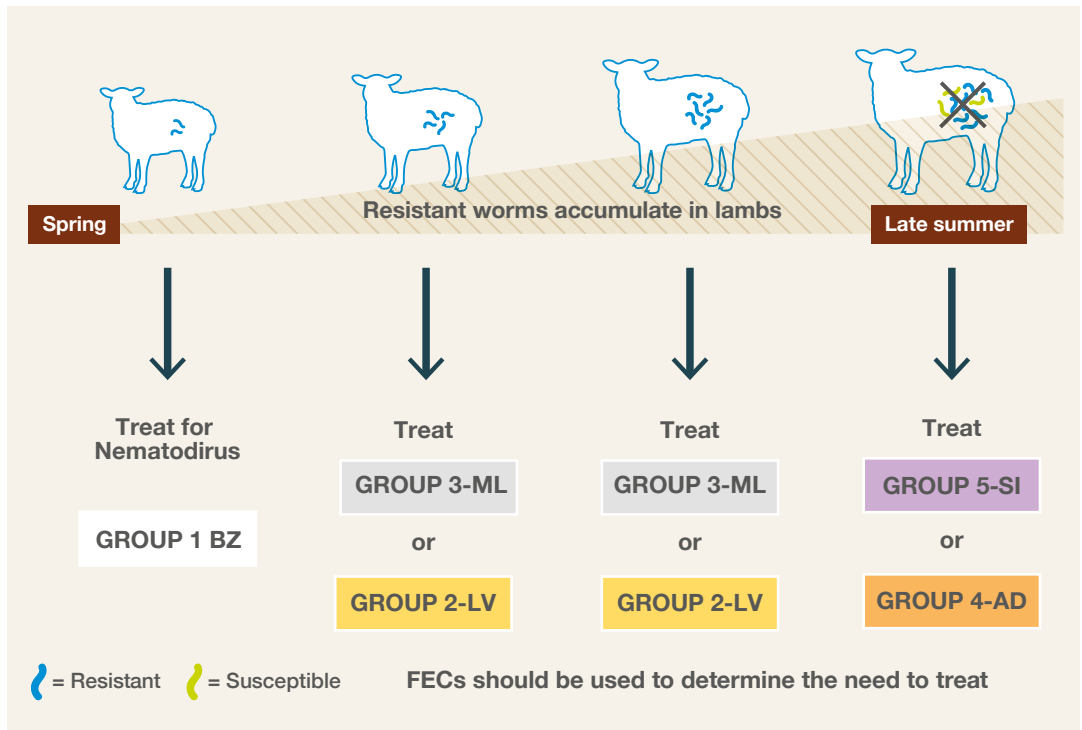 Spring
Resistant worms accumulate in lambs
Late summer
Treat for
Nematodirus
GROUP 1 BZ
Treat
GROUP 3-ML
or
GROUP 2-LV
Treat
GROUP 3-ML
or
GROUP 2-LV
Treat
GROUP 5-SI
or
GROUP 4-AD
= Resistant
= Susceptible
FECs should be used to determine the need to treat